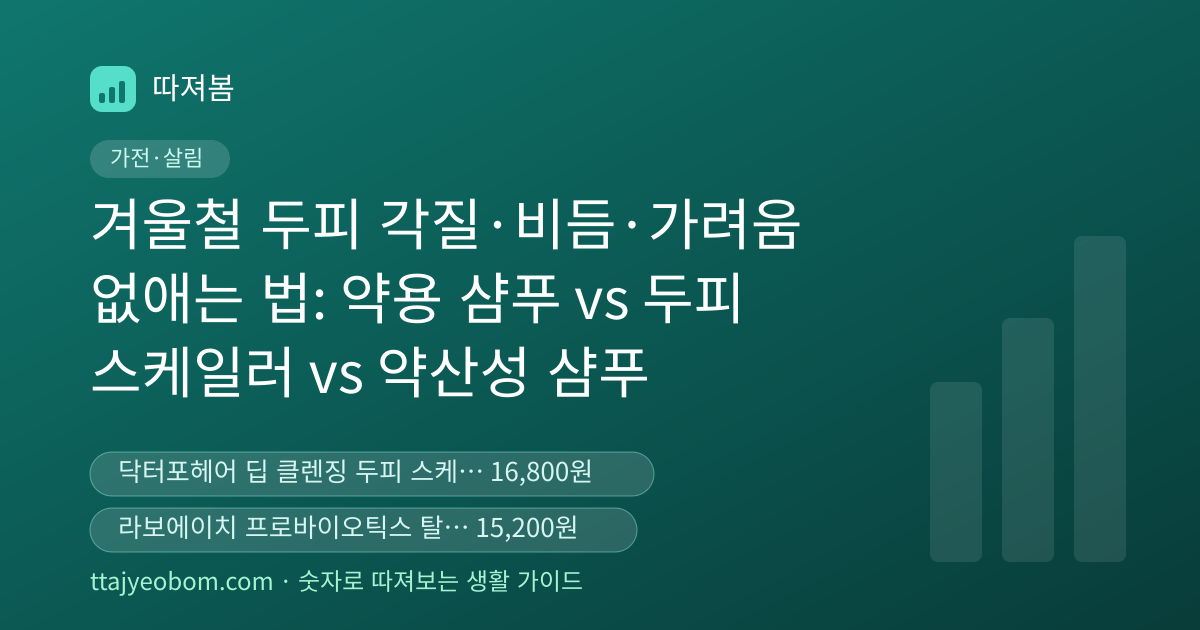 따져봄
가전·살림
겨울철 두피 각질·비듬·가려움
없애는 법: 약용 샴푸 vs 두피
스케일러 vs 약산성 샴푸
닥터포헤어 딥 클렌징 두피 스케… 16,800원
라보에이치 프로바이오틱스 탈… 15,200원
ttajyeobom.com · 숫자로 따져보는 생활 가이드